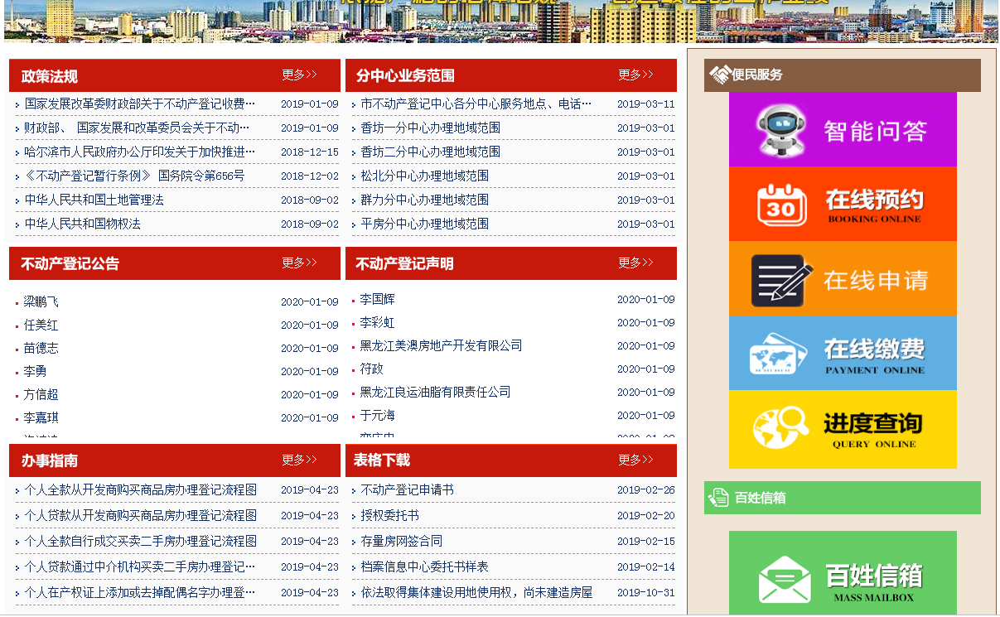 政策法规 更多>>
国家发展改革委财政部关于不动产登记收费… 2019-01-09
财政部、 国家发展和改革委员会关于不动… 2019-01-09
哈尔滨市人民政府办公厅印发关于加快推进… 2018-12-15
《不动产登记暂行条例》 国务院令第656号 2018-12-02
中华人民共和国土地管理法 2018-09-02
中华人民共和国物权法 2018-09-02
分中心业务范围 更多>>
市不动产登记中心各分中心服务地点、电话… 2019-03-11
香坊一分中心办理地域范围 2019-03-01
香坊二分中心办理地域范围 2019-03-01
松北分中心办理地域范围 2019-03-01
群力分中心办理地域范围 2019-03-01
平房分中心办理地域范围 2019-03-01
不动产登记公告 更多>>
梁鹏飞 2020-01-09
任美红 2020-01-09
苗德志 2020-01-09
李勇 2020-01-09
方信超 2020-01-09
李嘉琪 2020-01-09
不动产登记声明 更多>>
李国辉 2020-01-09
李彩虹 2020-01-09
黑龙江美澳房地产开发有限公司 2020-01-09
符政 2020-01-09
黑龙江良运油脂有限责任公司 2020-01-09
于元海 2020-01-09
办事指南 更多>>
个人全款从开发商购买商品房办理登记流程图 2019-04-23
个人贷款从开发商购买商品房办理登记流程图 2019-04-23
个人全款自行成交买卖二手房办理登记流程图 2019-04-23
个人贷款通过中介机构买卖二手房办理登记… 2019-04-23
个人在产权证上添加或去掉配偶名字办理登… 2019-04-23
表格下载 更多>>
不动产登记申请书 2019-02-26
授权委托书 2019-02-20
存量房网签合同 2019-02-15
档案信息中心委托书样表 2019-02-14
依法取得集体建设用地使用权，尚未建造房屋 2019-10-31
便民服务
智能问答
30
在线预约
BOOKING ONLINE
在线申请
在线缴费
PAYMENT ONLINE
进度查询
QUERY ONLINE
百姓信箱
百姓信箱
MASS MAILBOX